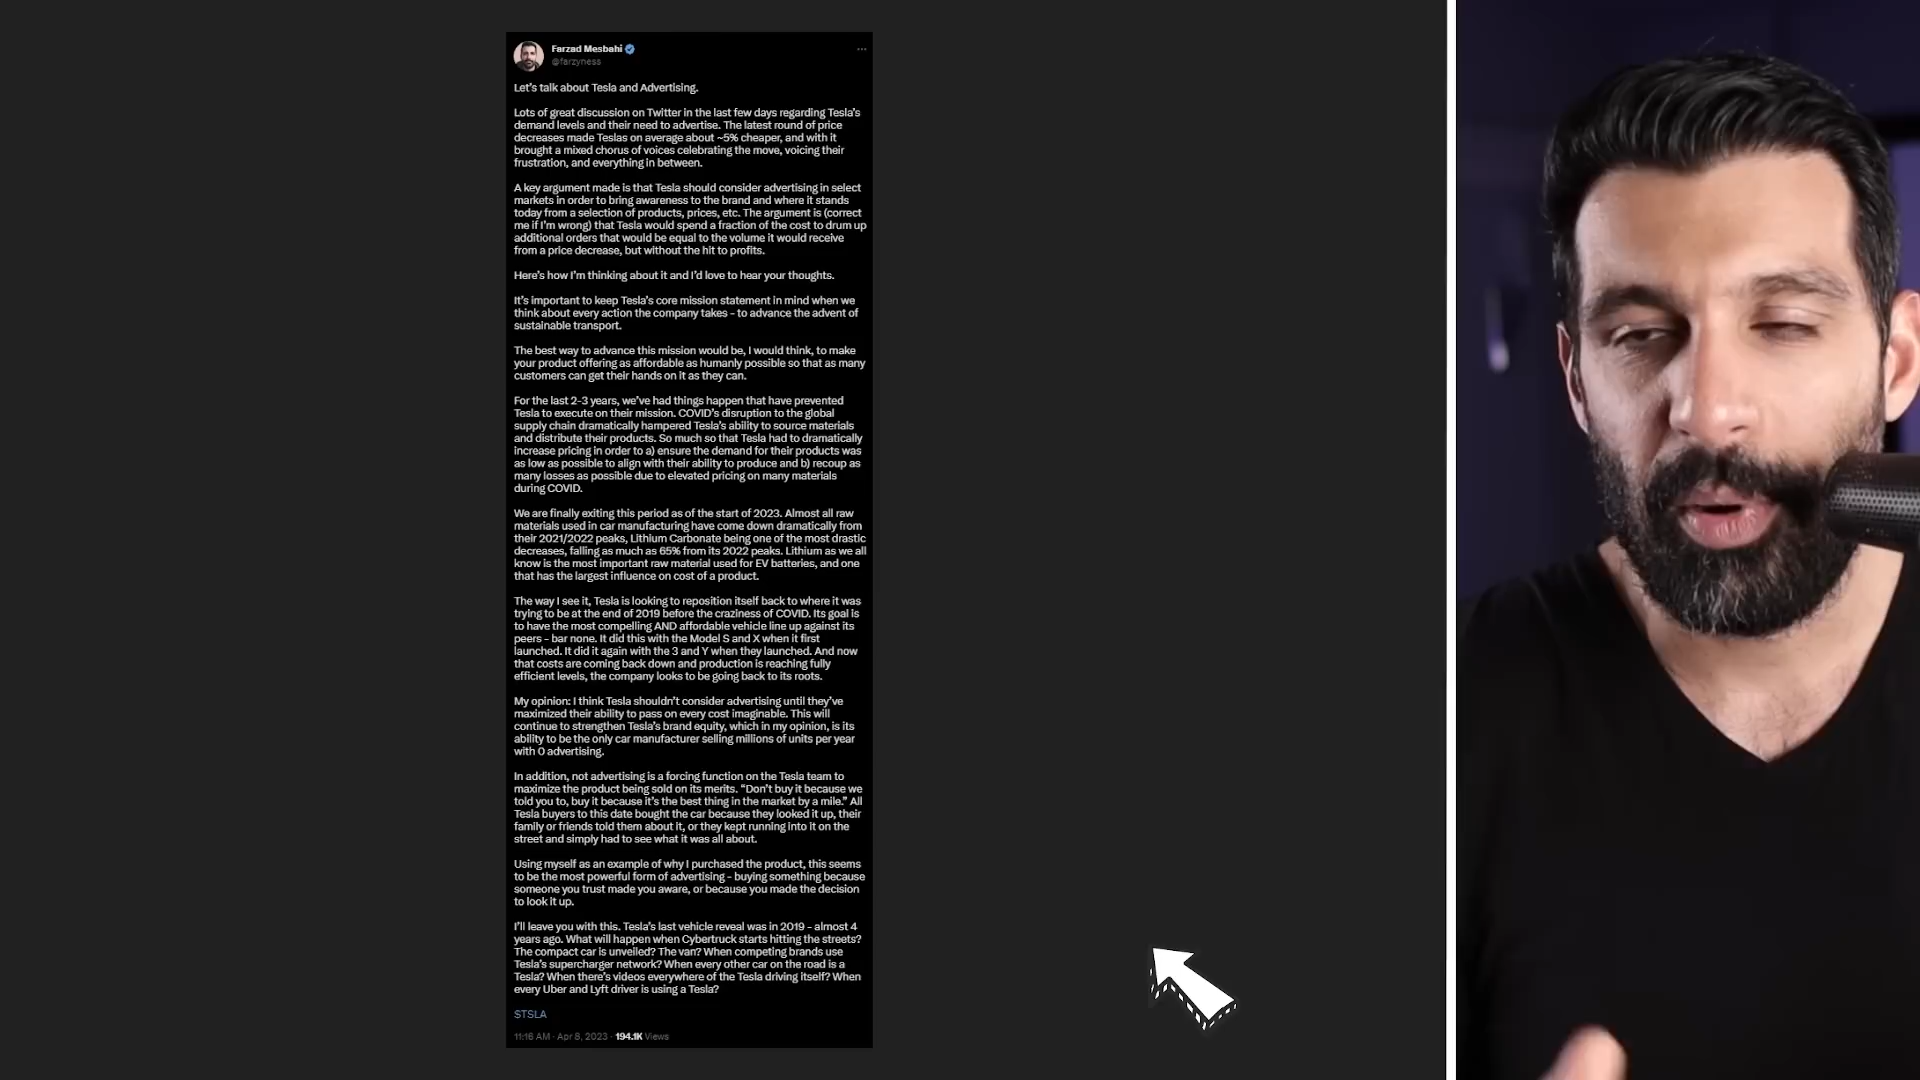 Farzad Mesbahi
@farzyness
Let's talk about Tesla and Advertising.
Lots of great discussion on Twitter in the last few days regarding Tesla's
demand levels and their need to advertise. The latest round of price
decreases made Teslas on average about ~5% cheaper, and with it
brought a mixed chorus of voices celebrating the move, voicing their
frustration, and everything in between.
A key argument made is that Tesla should consider advertising in select
markets in order to bring awareness to the brand and where it stands
today from a selection of products, prices, etc. The argument is (correct
me if I'm wrong) that Tesla would spend a fraction of the cost to drum up
additional orders that would be equal to the volume it would receive
from a price decrease, but without the hit to profits.
Here's how I'm thinking about it and I'd love to hear your thoughts.
It's important to keep Tesla's core mission statement in mind when we
think about every action the company takes - to advance the advent of
sustainable transport.
The best way to advance this mission would be, I would think, to make
your product offering as affordable as humanly possible so that as many
customers can get their hands on it as they can.
For the last 2-3 years, we've had things happen that have prevented
Tesla to execute on their mission. COVID's disruption to the global
supply chain dramatically hampered Tesla's ability to source materials
and distribute their products. So much so that Tesla had to dramatically
increase pricing in order to a) ensure the demand for their products was
as low as possible to align with their ability to produce and b) recoup as
many losses as possible due to elevated pricing on many materials
during COVID.
We are finally exiting this period as of the start of 2023. Almost all raw
materials used in car manufacturing have come down dramatically from
their 2021/2022 peaks, Lithium Carbonate being one of the most drastic
decreases, falling as much as 65% from its 2022 peaks. Lithium as we all
know is the most important raw material used for EV batteries, and one
that has the largest influence on cost of a product.
The way I see it, Tesla is looking to reposition itself back to where it was
trying to be at the end of 2019 before the craziness of COVID. Its goal is
to have the most compelling AND affordable vehicle line up against its
peers - bar none. It did this with the Model S and X when it first
launched. It did it again with the 3 and Y when they launched. And now
that costs are coming back down and production is reaching fully
efficient levels, the company looks to be going back to its roots.
My opinion: I think Tesla shouldn't consider advertising until they've
maximized their ability to pass on every cost imaginable. This will
continue to strengthen Tesla's brand equity, which in my opinion, is its
ability to be the only car manufacturer selling millions of units per year
with 0 advertising.
In addition, not advertising is a forcing function on the Tesla team to
maximize the product being sold on its merits. "Don't buy it because we
told you to, buy it because it's the best thing in the market by a mile." All
Tesla buyers to this date bought the car because they looked it up, their
family or friends told them about it, or they kept running into it on the
street and simply had to see what it was all about.
Using myself as an example of why I purchased the product, this seems
to be the most powerful form of advertising - buying something because
someone you trust made you aware, or because you made the decision
to look it up.
I'll leave you with this. Tesla's last vehicle reveal was in 2019 - almost 4
years ago. What will happen when Cybertruck starts hitting the streets?
The compact car is unveiled? The van? When competing brands use
Tesla's supercharger network? When every other car on the road is a
Tesla? When there's videos everywhere of the Tesla driving itself? When
every Uber and Lyft driver is using a Tesla?
$TSLA
11:16 AM · Apr 8, 2023 · 194.1K Views